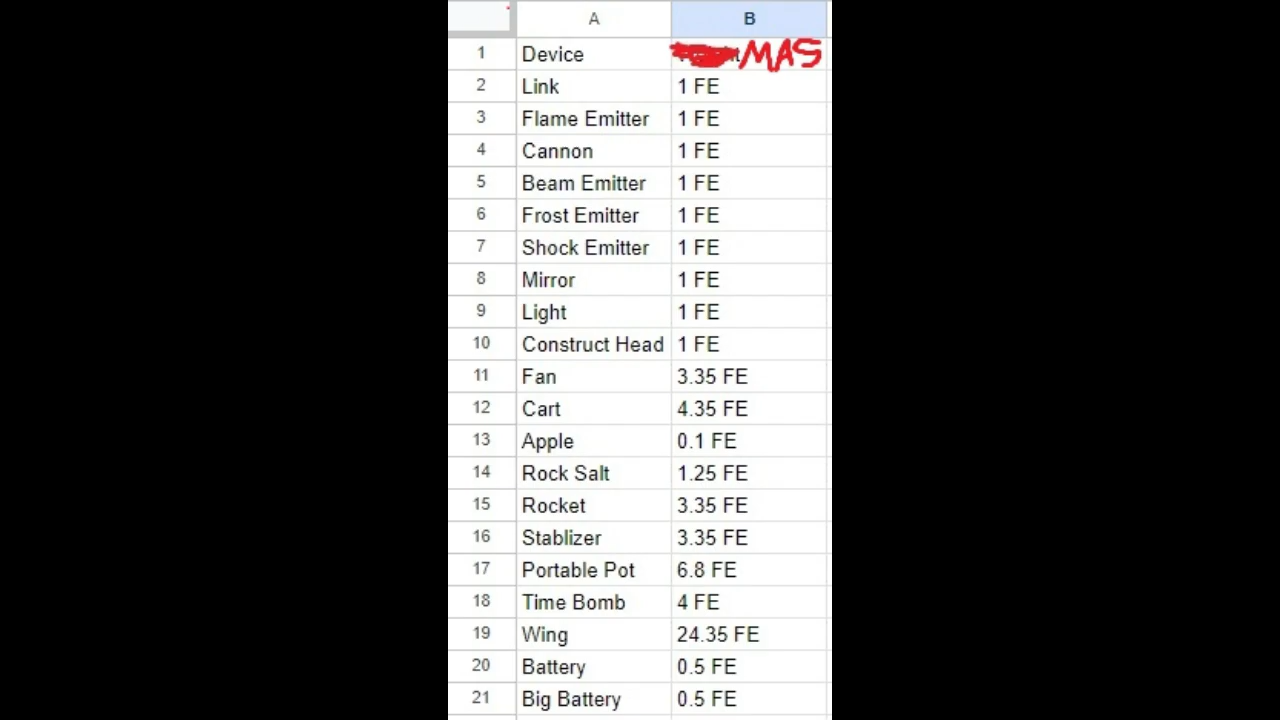 A B
1 Device MAS
2 Link 1 FE
3 Flame Emitter 1 FE
4 Cannon 1 FE
5 Beam Emitter 1 FE
6 Frost Emitter 1 FE
7 Shock Emitter 1 FE
8 Mirror 1 FE
9 Light 1 FE
10 Construct Head 1 FE
11 Fan 3.35 FE
12 Cart 4.35 FE
13 Apple 0.1 FE
14 Rock Salt 1.25 FE
15 Rocket 3.35 FE
16 Stablizer 3.35 FE
17 Portable Pot 6.8 FE
18 Time Bomb 4 FE
19 Wing 24.35 FE
20 Battery 0.5 FE
21 Big Battery 0.5 FE